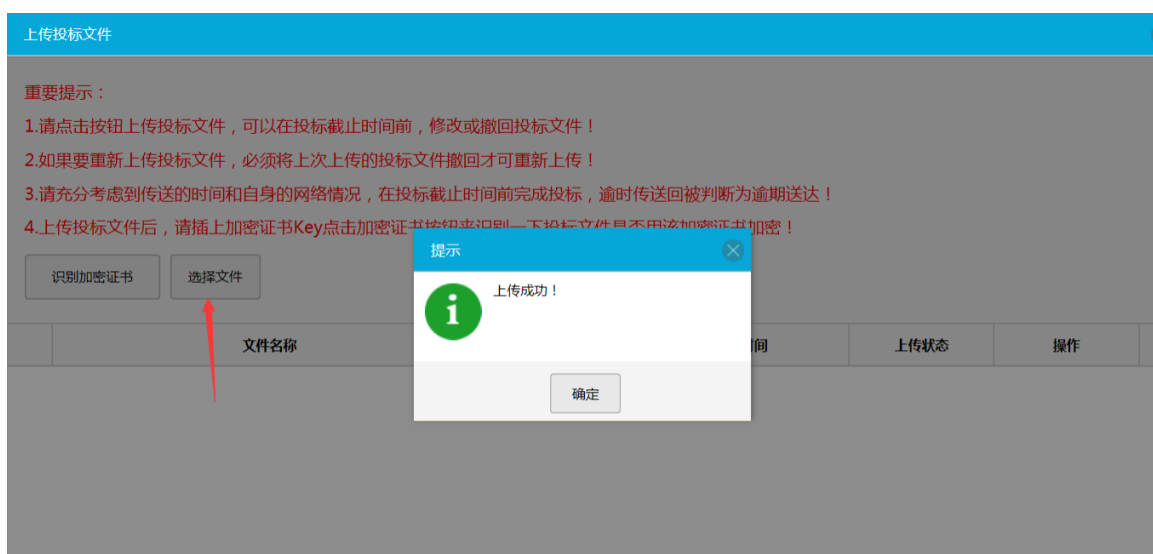 上传投标文件
重要提示：
1.请点击按钮上传投标文件，可以在投标截止时间前，修改或撤回投标文件！
2.如果要重新上传投标文件，必须将上次上传的投标文件撤回才可重新上传！
3.请充分考虑到传送的时间和自身的网络情况，在投标截止时间前完成投标，逾时传送回被判断为逾期送达！
4.上传投标文件后，请插上加密证书Key点击加密证书按钮来识别一下投标文件是否用该加密证书加密！
提示
识别加密证书 选择文件
上传成功！
文件名称 间 上传状态 操作
确定